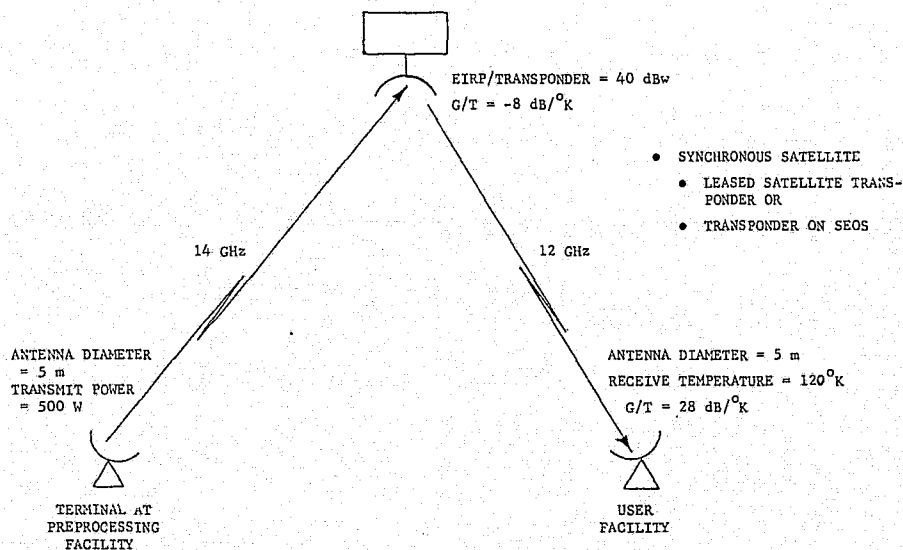 EIRP/TRANSPONDER = 40 dBw
G/T = -8 dB/°K
• SYNCHRONOUS SATELLITE
• LEASED SATELLITE TRANS-
PONDER OR
• TRANSPONDER ON SEOS
14 GHz
12 GHz
ANTENNA DIAMETER
= 5 m
TRANSMIT POWER
= 500 W
ANTENNA DIAMETER = 5 m
RECEIVE TEMPERATURE = 120°K
G/T = 28 dB/°K
TERMINAL AT
PREPROCESSING
FACILITY
USER
FACILITY